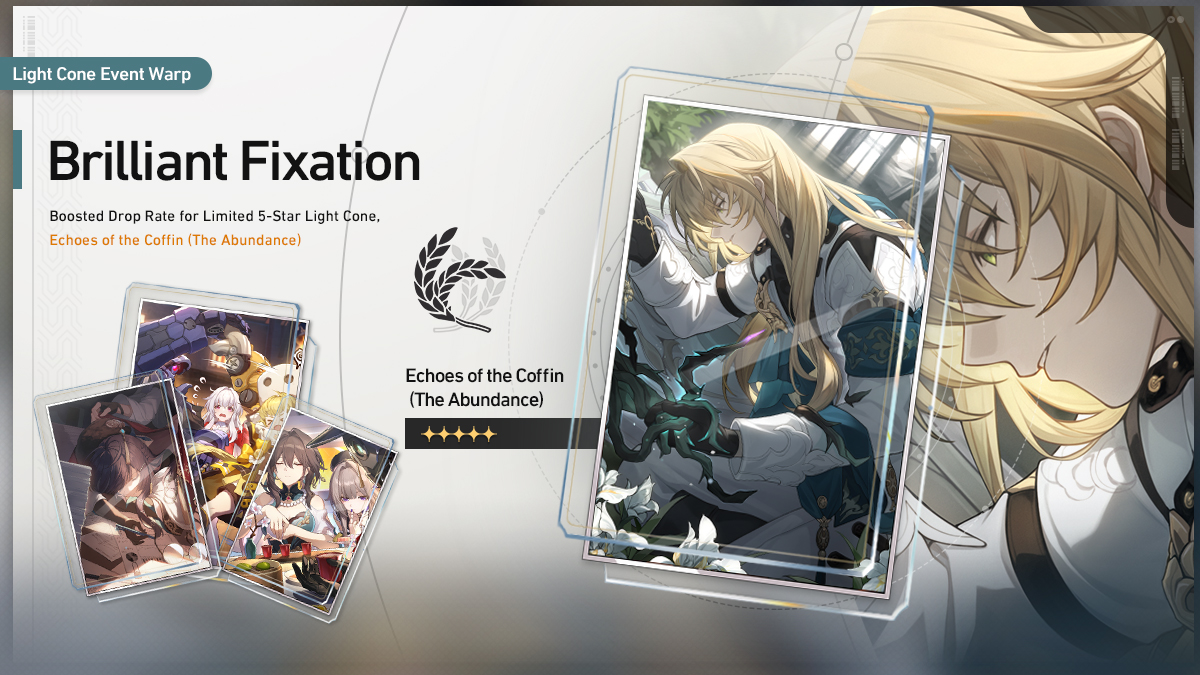 Light Cone Event Warp
Brilliant Fixation
Boosted Drop Rate for Limited 5-Star Light Cone,
Echoes of the Coffin (The Abundance)
Echoes of the Coffin
(The Abundance)